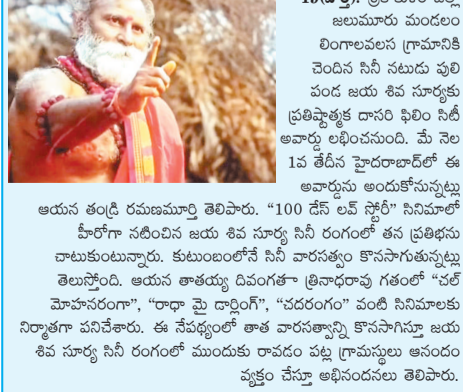 జలుమూరు మండలం
లింగాలవలస గ్రామానికి
చెందిన సినీ నటుడు పులి
పండ జయ శివ సూర్యకు
ప్రతిష్టాత్మక దాసరి ఫిలిం సిటీ
అవార్డు లభించనుంది. మే నెల
1వ తేదీన హైదరాబాద్‌లో ఈ
అవార్డును అందుకోనున్నట్లు
ఆయన తండ్రి రమణమూర్తి తెలిపారు. “100 డేస్ లవ్ స్టోరీ” సినిమాలో
హీరోగా నటించిన జయ శివ సూర్య సినీ రంగంలో తన ప్రతిభను
చాటుకుంటున్నారు. కుటుంబంలోనే సినీ వారసత్వం కొనసాగుతున్నట్లు
తెలుస్తోంది. ఆయన తాతయ్య దివంగతా త్రినాధరావు గతంలో “చల్
మోహనరంగా”, “రాధా మై డార్లింగ్”, “చదరంగం” వంటి సినిమాలకు
నిర్మాతగా పనిచేశారు. ఈ నేపథ్యంలో తాత వారసత్వాన్ని కొనసాగిస్తూ జయ
శివ సూర్య సినీ రంగంలో ముందుకు రావడం పట్ల గ్రామస్థులు ఆనందం
వ్యక్తం చేస్తూ అభినందనలు తెలిపారు.